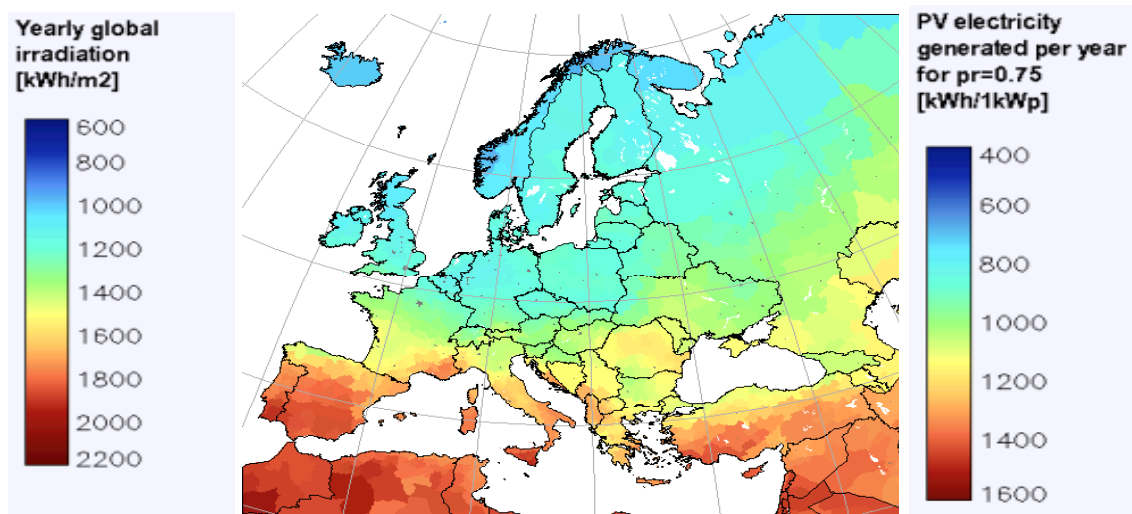 Yearly global
irradiation
[kWh/m2]
600
800
1000
1200
1400
1600
1800
2000
2200
PV electricity
generated per year
for pr=0.75
[kWh/1kWp]
400
600
800
1000
1200
1400
1600